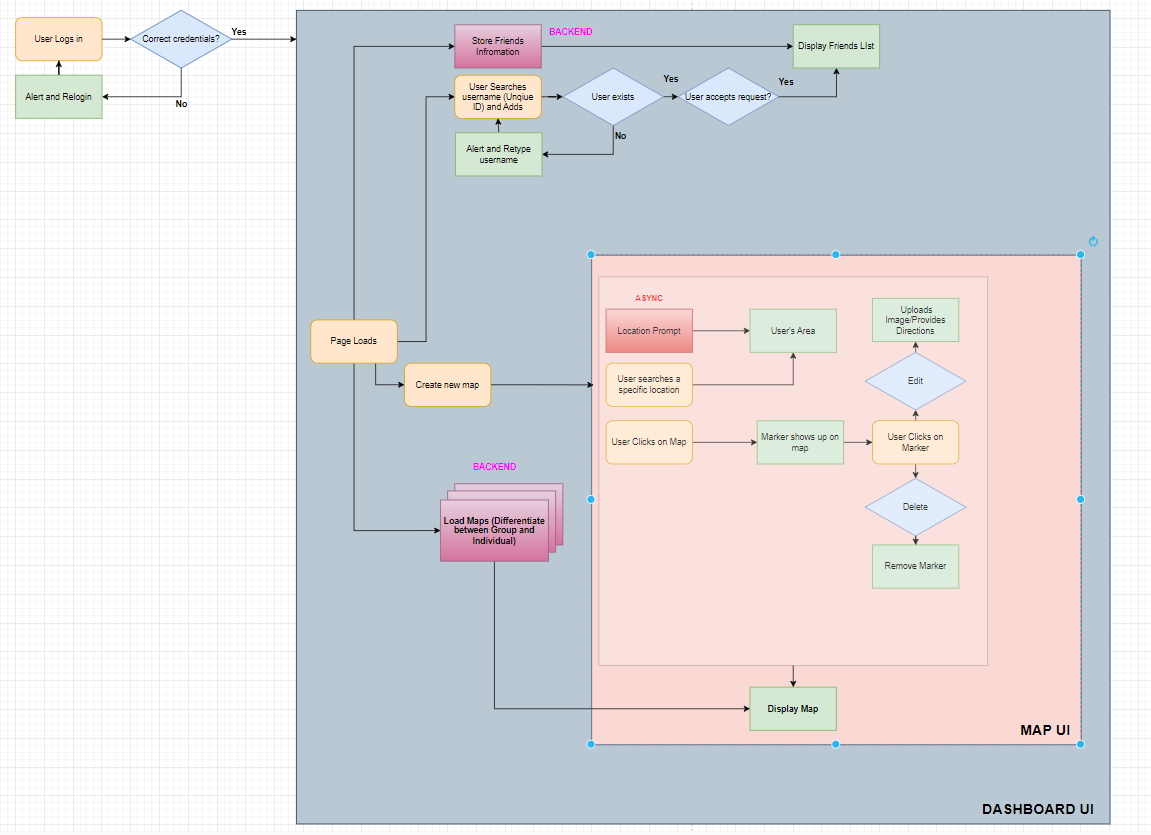 User Logs in
Correct credentials?
Yes
Alert and Relogin
No
Store Friends
Infromation
BACKEND
Display Friends LIst
User Searches
username (Unqiue
ID) and Adds
User exists
Yes
User accepts request?
Yes
No
Alert and Retype
username
Page Loads
Create new map
ASYNC
Location Prompt
User's Area
Uploads
Image/Provides
Directions
User searches a
specific location
Edit
User Clicks on Map
Marker shows up on
map
User Clicks on
Marker
BACKEND
Load Maps (Differentiate
between Group and
Individual)
Delete
Remove Marker
Display Map
MAP UI
DASHBOARD UI